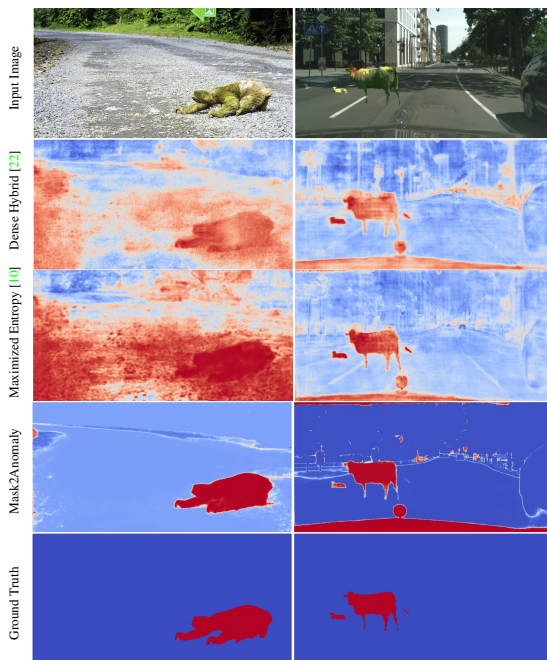 Input Image
Dense Hybrid [22]
Maximized Entropy [10]
Mask2Anomaly
Ground Truth